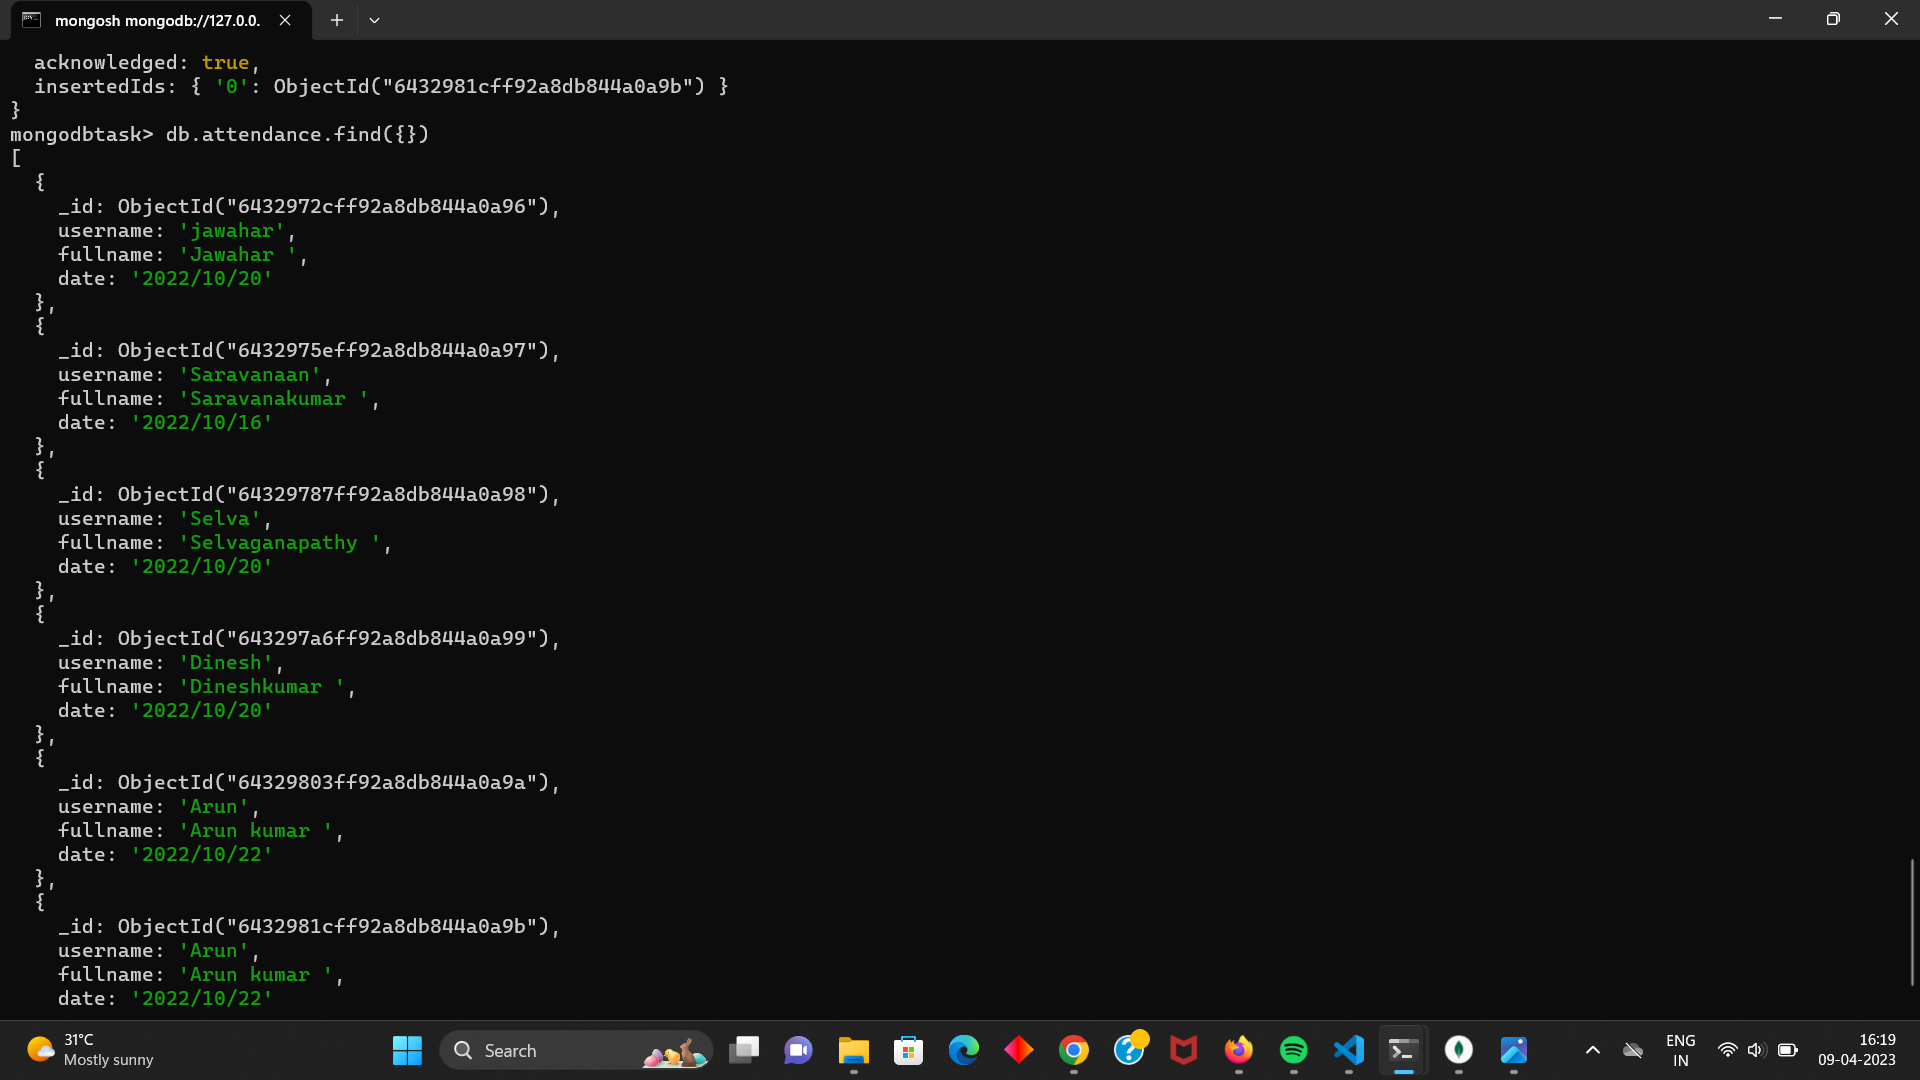 mongosh mongodb://127.0.0.
acknowledged: true,
insertedIds: { '0': ObjectId("6432981cff92a8db844a0a9b") }
}
mongodbtask> db.attendance.find({})
[
{
_id: ObjectId("6432972cff92a8db844a0a96"),
username: 'jawahar',
fullname: 'Jawahar ',
date: '2022/10/20'
},
{
_id: ObjectId("6432975eff92a8db844a0a97"),
username: 'Saravanaan',
fullname: 'Saravanakumar ',
date: '2022/10/16'
},
{
_id: ObjectId("64329787ff92a8db844a0a98"),
username: 'Selva',
fullname: 'Selvaganapathy ',
date: '2022/10/20'
},
{
_id: ObjectId("643297a6ff92a8db844a0a99"),
username: 'Dinesh',
fullname: 'Dineshkumar ',
date: '2022/10/20'
},
{
_id: ObjectId("64329803ff92a8db844a0a9a"),
username: 'Arun',
fullname: 'Arun kumar ',
date: '2022/10/22'
},
{
_id: ObjectId("6432981cff92a8db844a0a9b"),
username: 'Arun',
fullname: 'Arun kumar ',
date: '2022/10/22'
31°C
Mostly sunny
Search
ENG
IN
16:19
09-04-2023